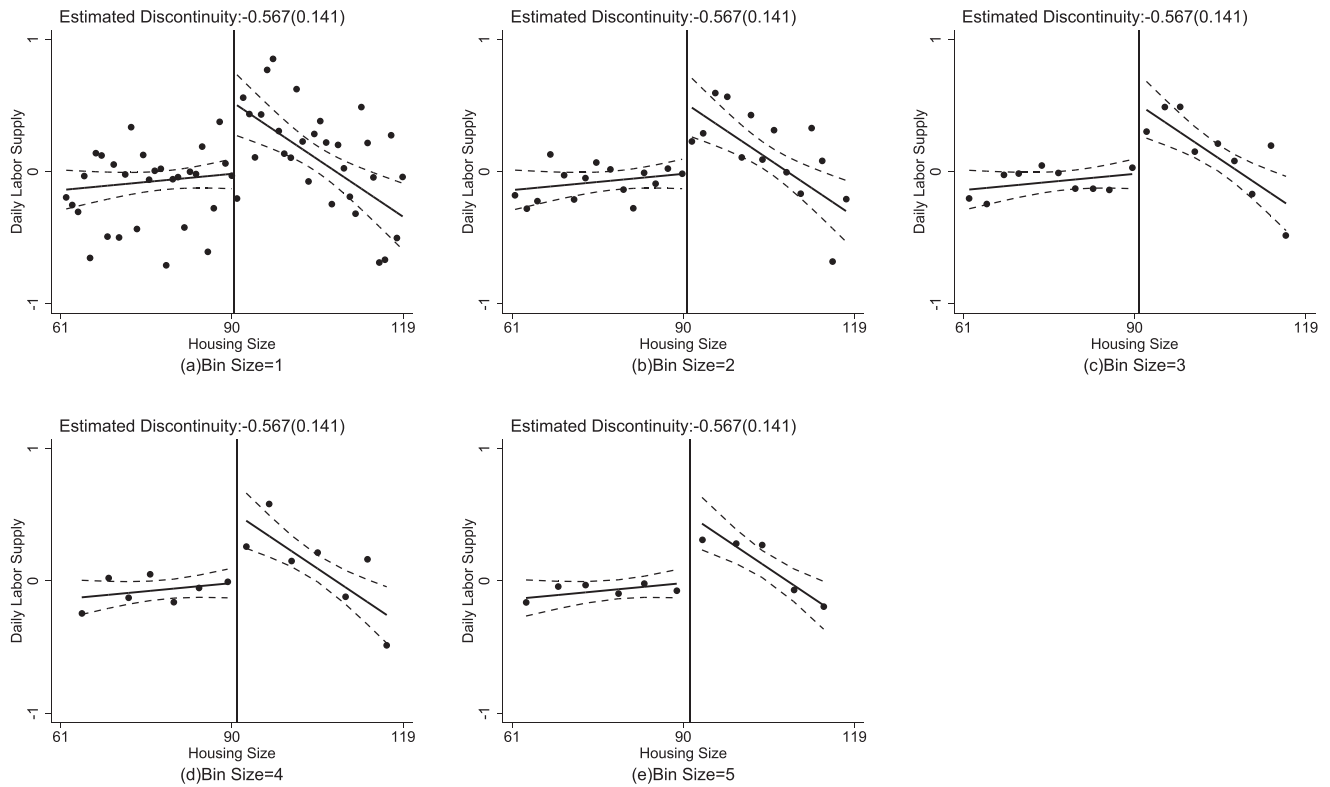 Estimated Discontinuity:-0.567(0.141)
Daily Labor Supply
1
0
-1
61 90 119
Housing Size
(a)Bin Size=1
Estimated Discontinuity:-0.567(0.141)
Daily Labor Supply
1
0
-1
61 90 119
Housing Size
(b)Bin Size=2
Estimated Discontinuity:-0.567(0.141)
Daily Labor Supply
1
0
-1
61 90 119
Housing Size
(c)Bin Size=3
Estimated Discontinuity:-0.567(0.141)
Daily Labor Supply
1
0
-1
61 90 119
Housing Size
(d)Bin Size=4
Estimated Discontinuity:-0.567(0.141)
Daily Labor Supply
1
0
-1
61 90 119
Housing Size
(e)Bin Size=5